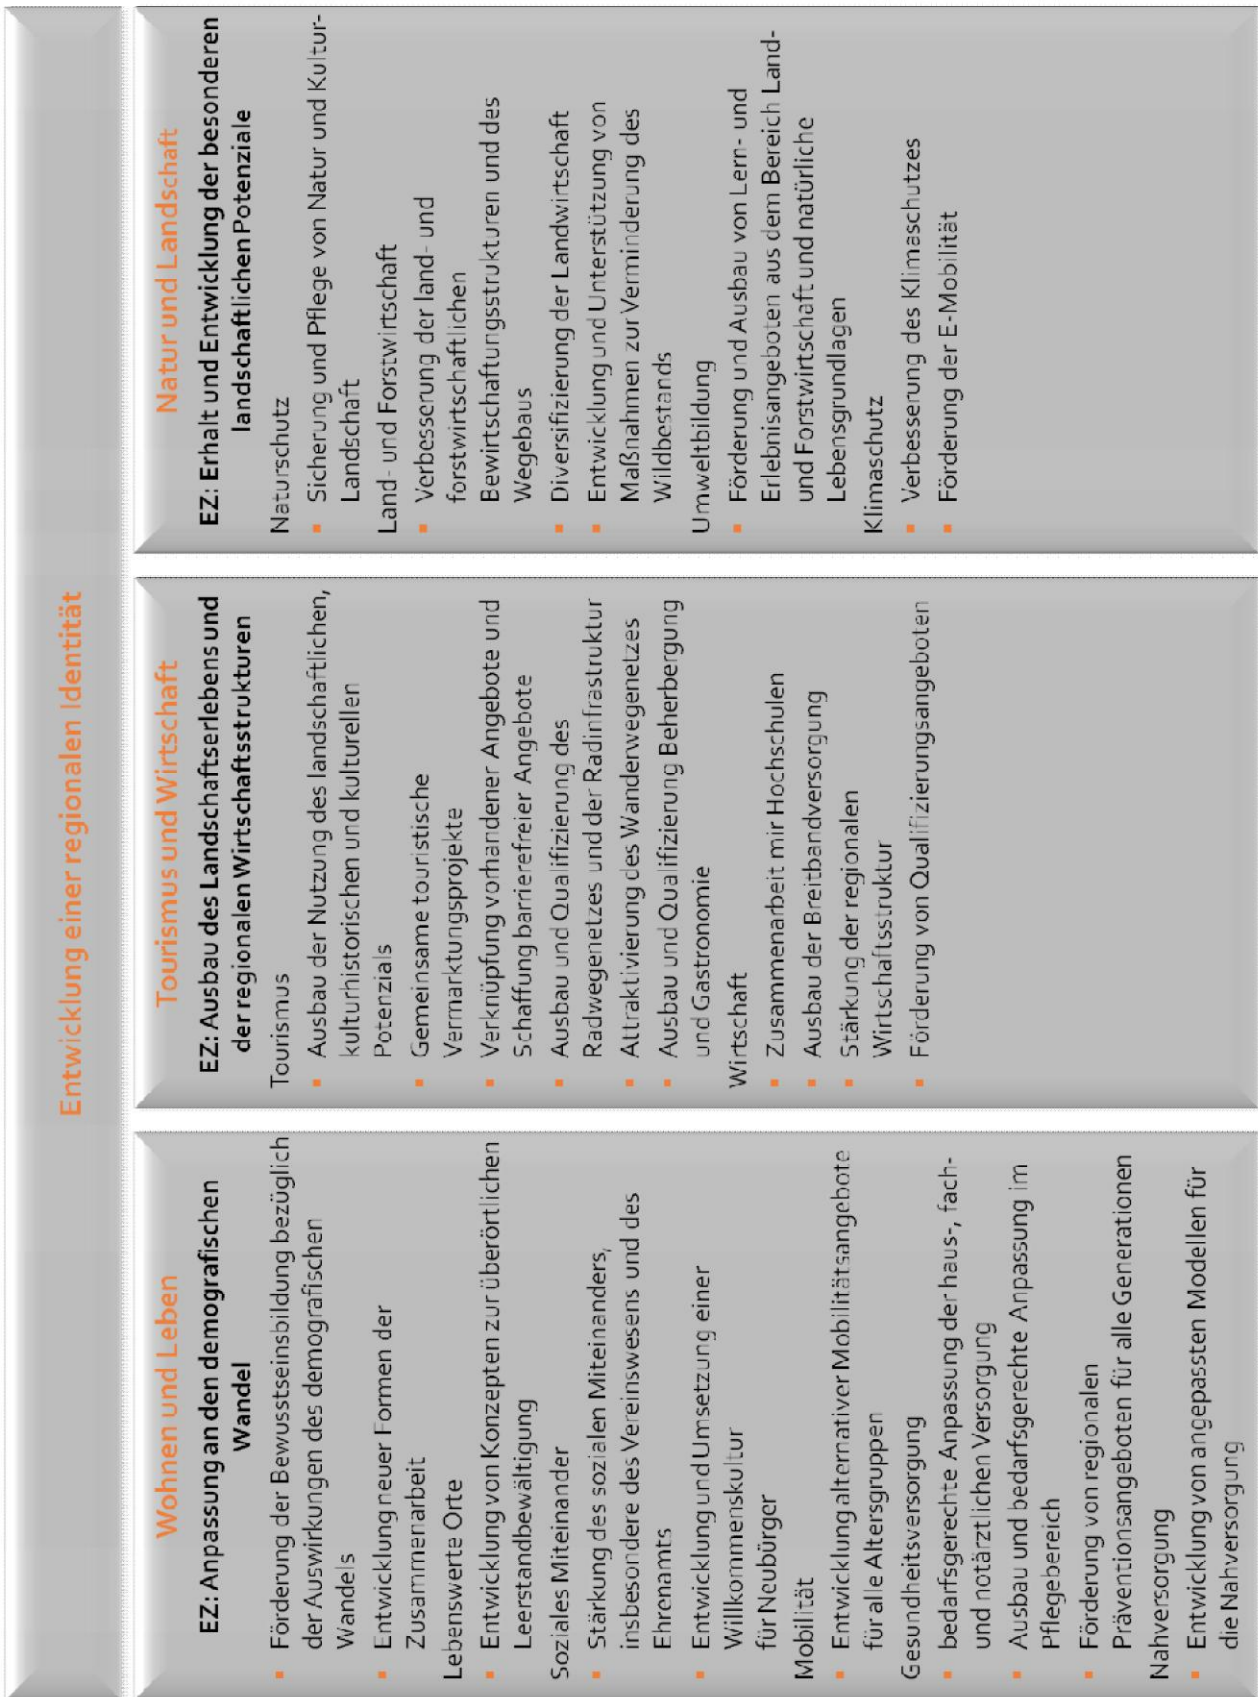 Entwicklung einer regionalen Identität
Wohnen und Leben
EZ: Anpassung an den demografischen
Wandel
▪ Förderung der Bewusstseinsbildung bezüglich
der Auswirkungen des demografischen
Wandels
▪ Entwicklung neuer Formen der
Zusammenarbeit
Lebenswerte Orte
▪ Entwicklung von Konzepten zur überörtlichen
Leerstandbewältigung
Soziales Miteinander
▪ Stärkung des sozialen Miteinanders,
insbesondere des Vereinswesens und des
Ehrenamts
▪ Entwicklung und Umsetzung einer
Willkommenskultur
für Neubürger
Mobilität
▪ Entwicklung alternativer Mobilitätsangebote
für alle Altersgruppen
Gesundheitsversorgung
▪ bedarfsgerechte Anpassung der haus-, fach-
und notärztlichen Versorgung
▪ Ausbau und bedarfsgerechte Anpassung im
Pflegebereich
▪ Förderung von regionalen
Präventionsangeboten für alle Generationen
Nahversorgung
▪ Entwicklung von angepassten Modellen für
die Nahversorgung
Tourismus und Wirtschaft
EZ: Ausbau des Landschaftserlebens und
der regionalen Wirtschaftsstrukturen
Tourismus
▪ Ausbau der Nutzung des landschaftlichen,
kulturhistorischen und kulturellen
Potenzials
▪ Gemeinsame touristische
Vermarktungsprojekte
▪ Verknüpfung vorhandener Angebote und
Schaffung barrierefreier Angebote
▪ Ausbau und Qualifizierung des
Radwegenetzes und der Radinfrastruktur
▪ Attraktivierung des Wanderwegenetzes
▪ Ausbau und Qualifizierung Beherbergung
und Gastronomie
Wirtschaft
▪ Zusammenarbeit mir Hochschulen
▪ Ausbau der Breitbandversorgung
▪ Stärkung der regionalen
Wirtschaftsstruktur
▪ Förderung von Qualifizierungsangeboten
Natur und Landschaft
EZ: Erhalt und Entwicklung der besonderen
landschaftlichen Potenziale
Naturschutz
▪ Sicherung und Pflege von Natur und Kultur-
Landschaft
Land- und Forstwirtschaft
▪ Verbesserung der land- und
forstwirtschaftlichen
Bewirtschaftungsstrukturen und des
Wegebaus
▪ Diversifizierung der Landwirtschaft
▪ Entwicklung und Unterstützung von
Maßnahmen zur Verminderung des
Wildbestands
Umweltbildung
▪ Förderung und Ausbau von Lern- und
Erlebnisangeboten aus dem Bereich Land-
und Forstwirtschaft und natürliche
Lebensgrundlagen
Klimaschutz
▪ Verbesserung des Klimaschutzes
▪ Förderung der E-Mobilität